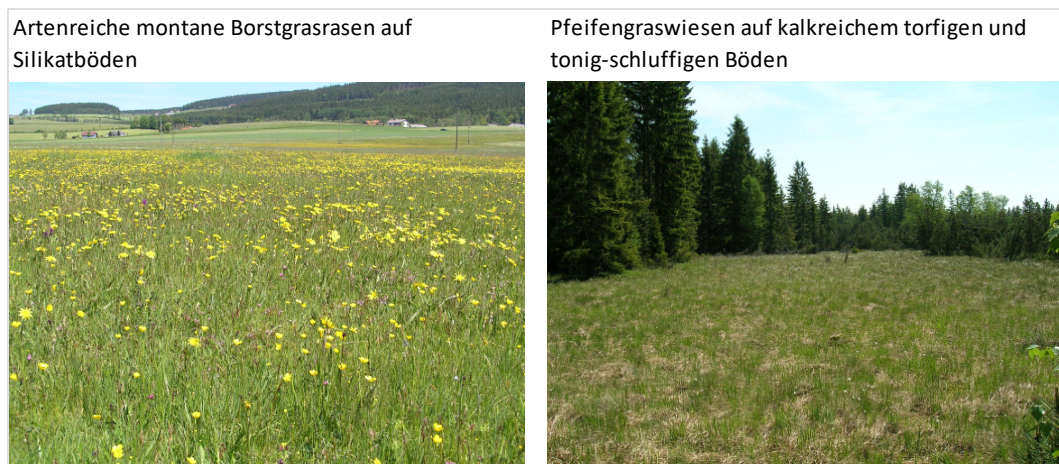 Artenreiche montane Borstgrasrasen auf
Silikatböden
Pfeifengraswiesen auf kalkreichem torfigen und
tonig-schluffigen Böden